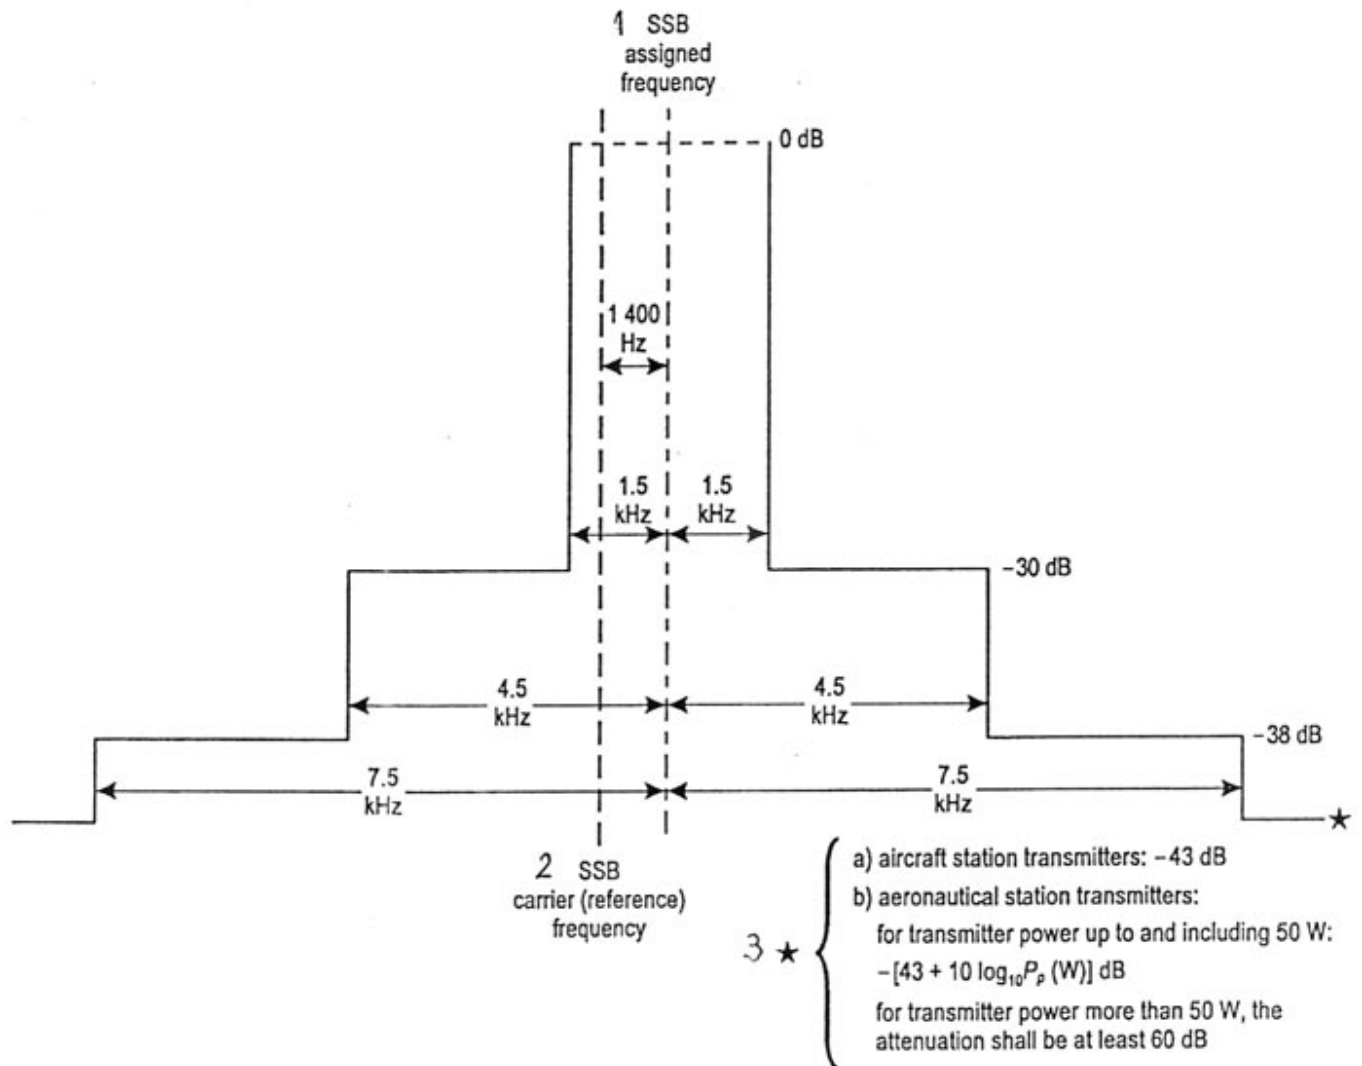 1 SSB
assigned
frequency
0 dB
1 400
Hz
1.5
kHz
1.5
kHz
−30 dB
4.5
kHz
4.5
kHz
−38 dB
7.5
kHz
7.5
kHz
★
2 SSB
carrier (reference)
frequency
3 ★
a) aircraft station transmitters: −43 dB
b) aeronautical station transmitters:
for transmitter power up to and including 50 W:
−[43 + 10 log₁₀Pₚ (W)] dB
for transmitter power more than 50 W, the
attenuation shall be at least 60 dB